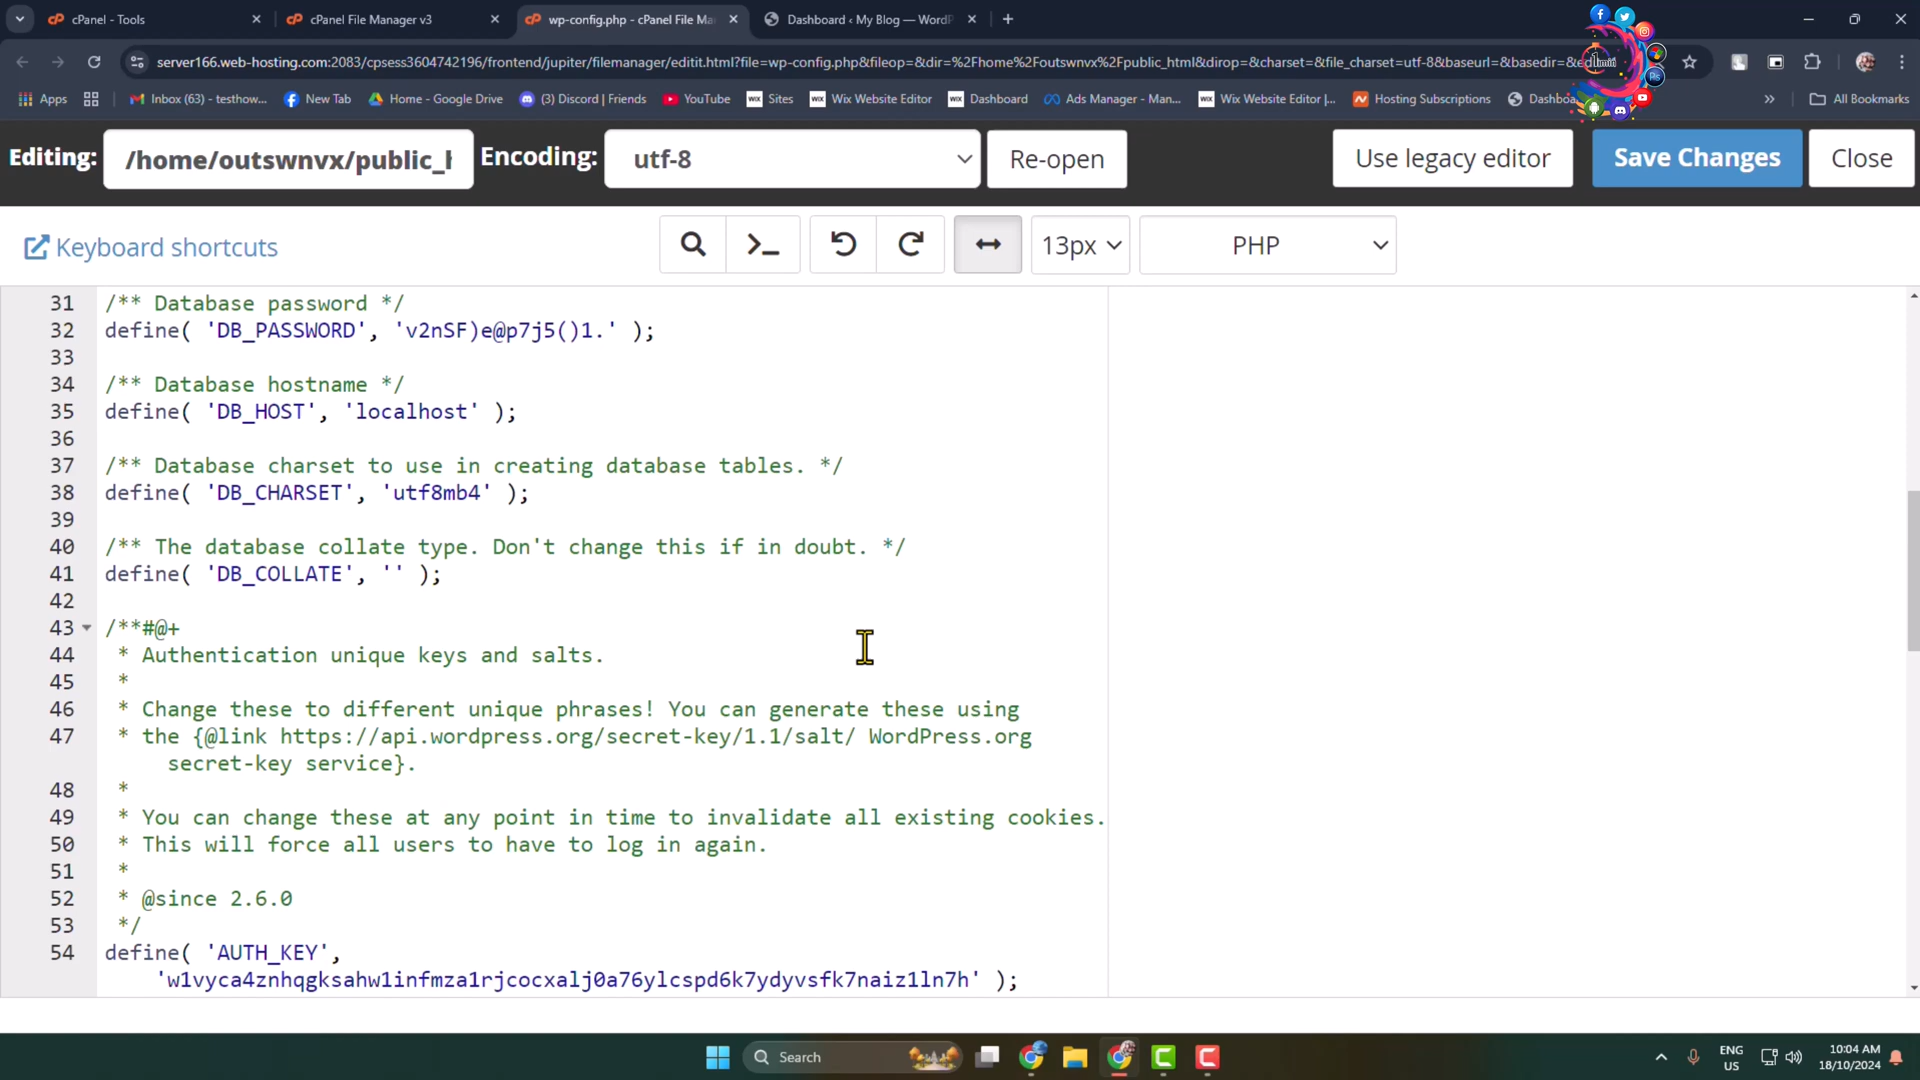 cPanel - Tools
cPanel File Manager v3
wp-config.php - cPanel File Ma
Dashboard ‹ My Blog — WordP
server166.web-hosting.com:2083/cpsess3604742196/frontend/jupiter/filemanager/editit.html?file=wp-config.php&fileop=&dir=%2Fhome%2Foutswnvx%2Fpublic_html&dirop=&charset=&file_charset=utf-8&baseurl=&basedir=&
Apps
Inbox (63) - testhow...
New Tab
Home - Google Drive
(3) Discord | Friends
YouTube
Sites
Wix Website Editor
Dashboard
Ads Manager - Man...
Wix Website Editor |...
Hosting Subscriptions
Dashboa
All Bookmarks
Editing: /home/outswnvx/public_l Encoding: utf-8 Re-open Use legacy editor Save Changes Close
Keyboard shortcuts 13px PHP
31 /** Database password */
32 define( 'DB_PASSWORD', 'v2nSF)e@p7j5()1.' );
33
34 /** Database hostname */
35 define( 'DB_HOST', 'localhost' );
36
37 /** Database charset to use in creating database tables. */
38 define( 'DB_CHARSET', 'utf8mb4' );
39
40 /** The database collate type. Don't change this if in doubt. */
41 define( 'DB_COLLATE', '' );
42
43 /**#@+
44 * Authentication unique keys and salts.
45 *
46 * Change these to different unique phrases! You can generate these using
47 * the {@link https://api.wordpress.org/secret-key/1.1/salt/ WordPress.org
secret-key service}.
48 *
49 * You can change these at any point in time to invalidate all existing cookies.
50 * This will force all users to have to log in again.
51 *
52 * @since 2.6.0
53 */
54 define( 'AUTH_KEY',
'w1vyca4znhqgksahw1infmza1rjcocxalj0a76ylcspd6k7ydyvsfk7naiz1ln7h' );
Search
ENG
US
10:04 AM
18/10/2024